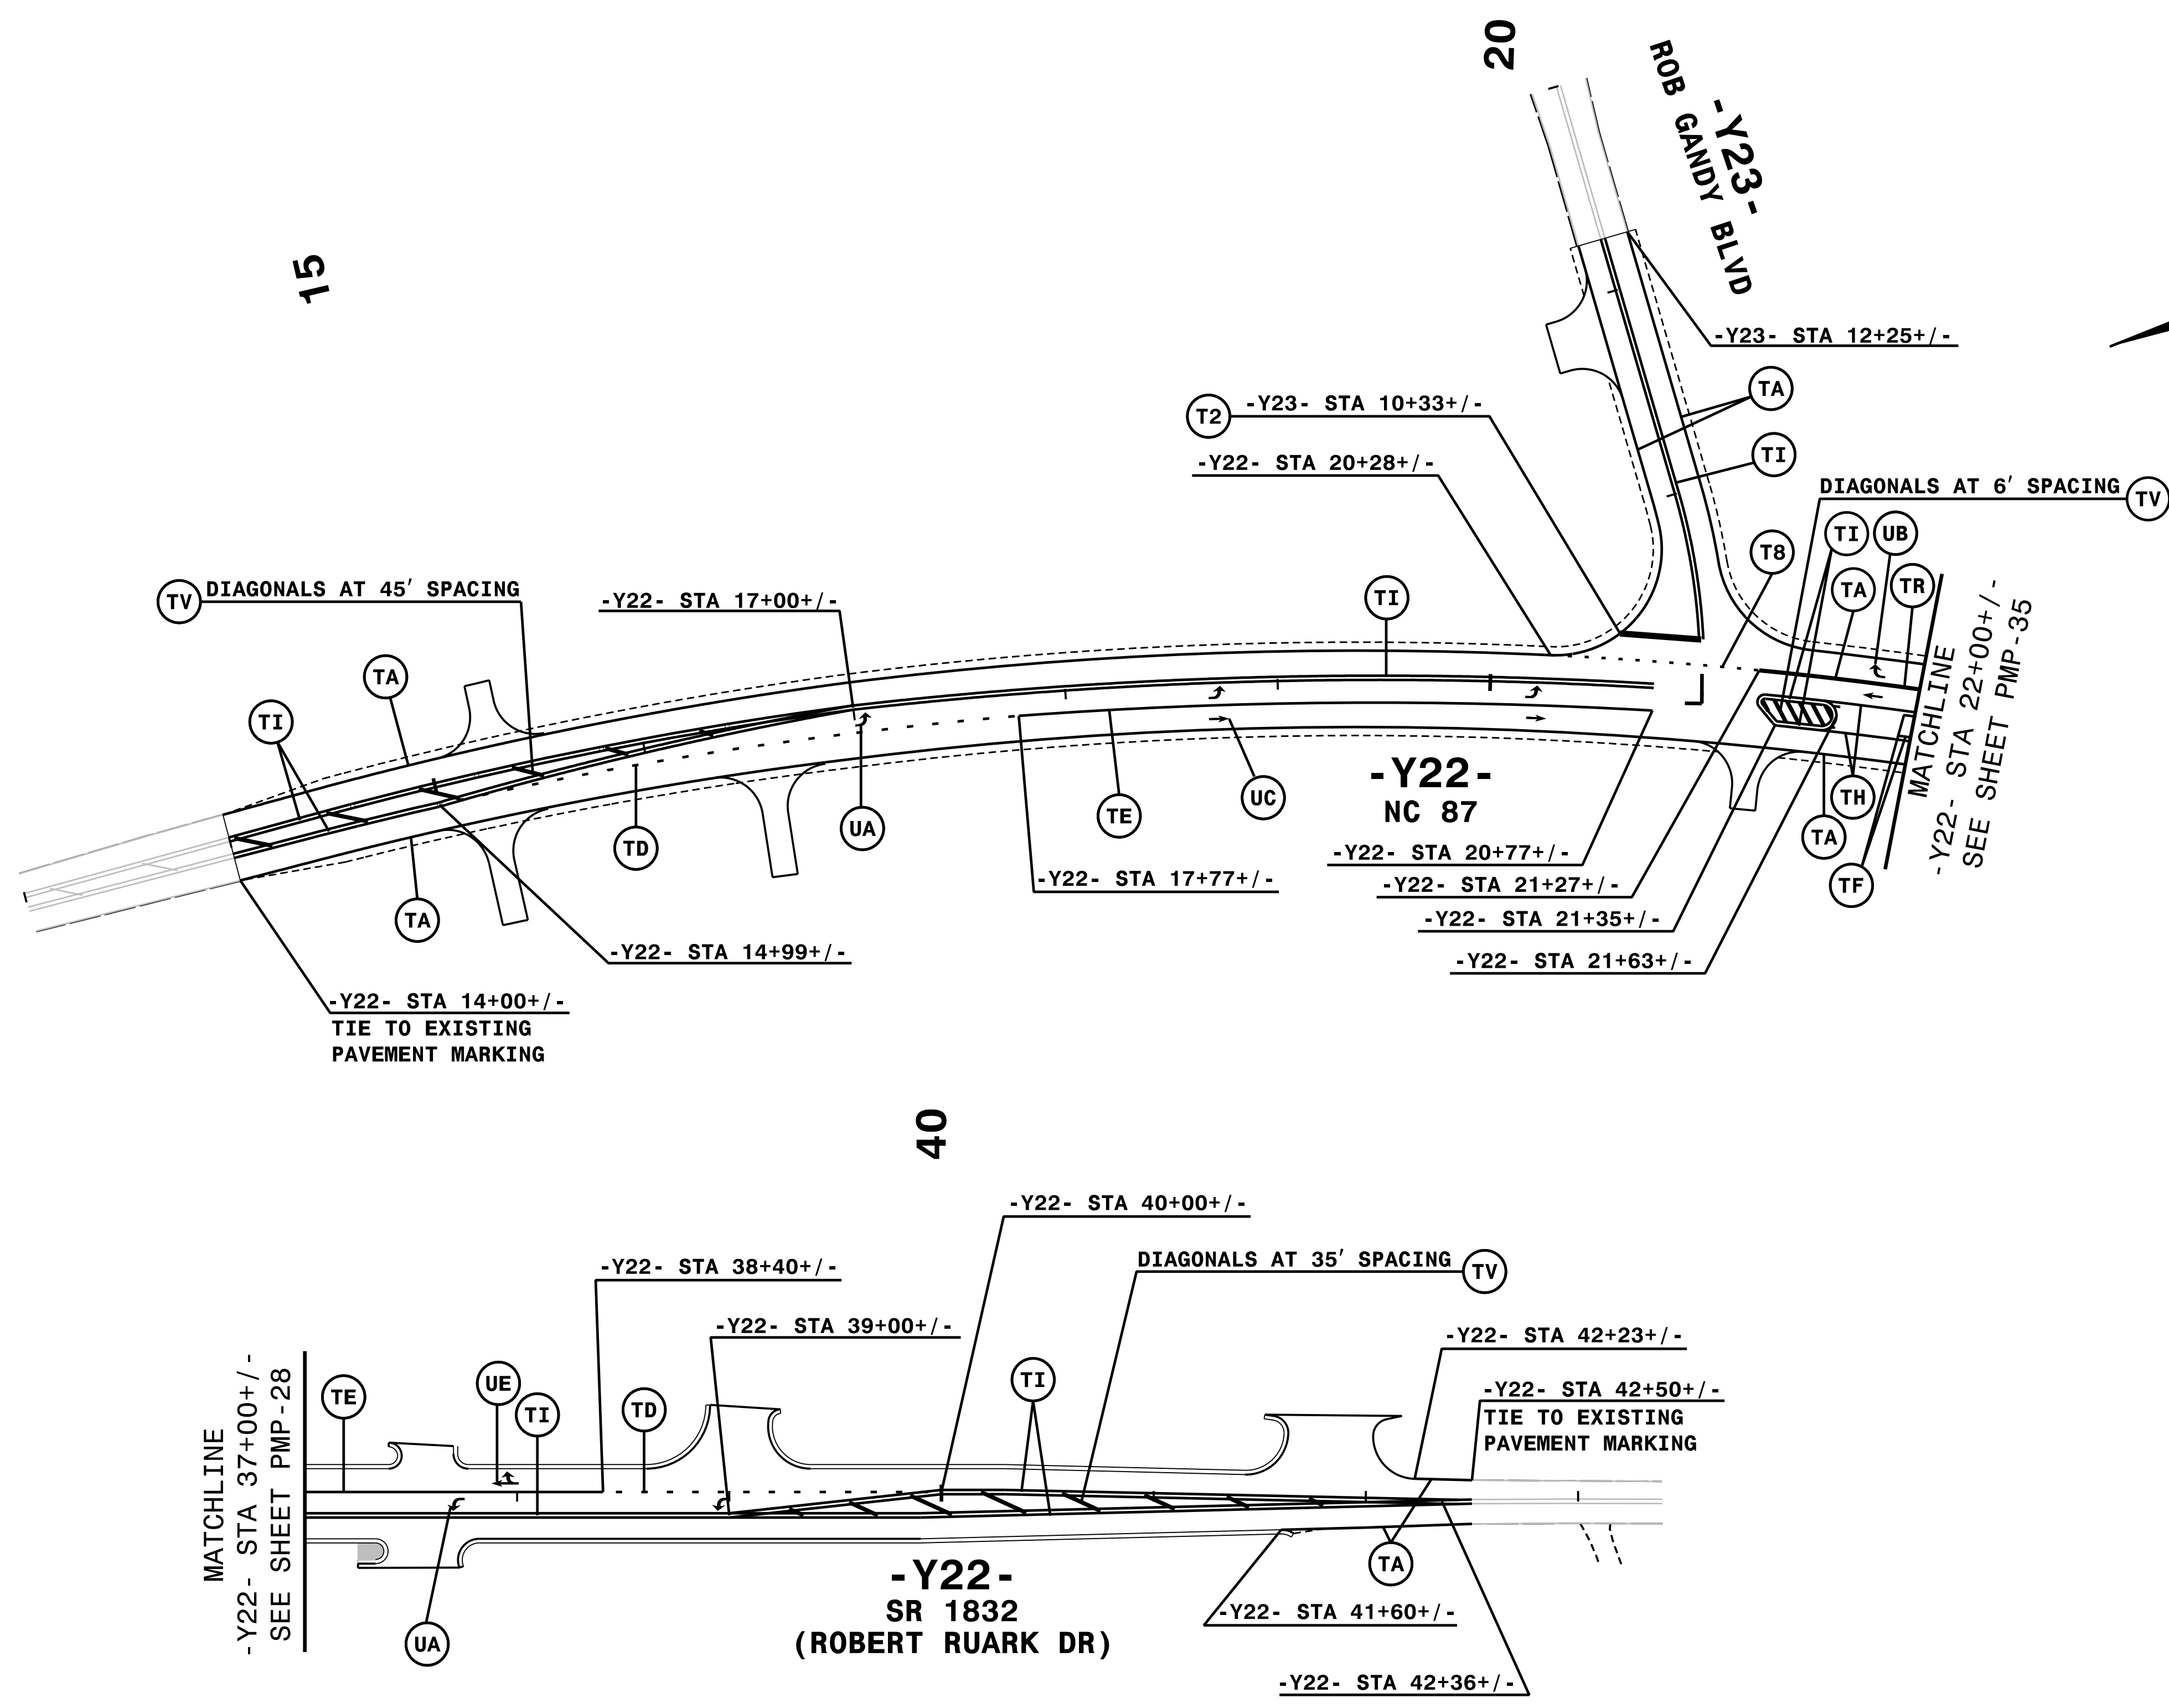 20
-Y23-
ROB GANDY BLVD
15
-Y23- STA 12+25+/-
T2
-Y23- STA 10+33+/-
TA
-Y22- STA 20+28+/-
TI
DIAGONALS AT 6' SPACING
TV
TI
UB
T8
TA
TR
TV
DIAGONALS AT 45' SPACING
-Y22- STA 17+00+/-
TI
TA
TI
MATCHLINE
-Y22- STA 22+00+/-
SEE SHEET PMP-35
-Y22-
NC 87
TD
UA
TE
UC
TH
TA
TF
TA
-Y22- STA 20+77+/-
-Y22- STA 17+77+/-
-Y22- STA 21+27+/-
-Y22- STA 21+35+/-
-Y22- STA 14+99+/-
-Y22- STA 21+63+/-
-Y22- STA 14+00+/-
TIE TO EXISTING
PAVEMENT MARKING
40
-Y22- STA 40+00+/-
-Y22- STA 38+40+/-
DIAGONALS AT 35' SPACING
TV
-Y22- STA 39+00+/-
-Y22- STA 42+23+/-
-Y22- STA 42+50+/-
TIE TO EXISTING
PAVEMENT MARKING
MATCHLINE
-Y22- STA 37+00+/-
SEE SHEET PMP-28
TE
UE
TI
TD
TI
UA
-Y22-
SR 1832
(ROBERT RUARK DR)
TA
-Y22- STA 41+60+/-
-Y22- STA 42+36+/-